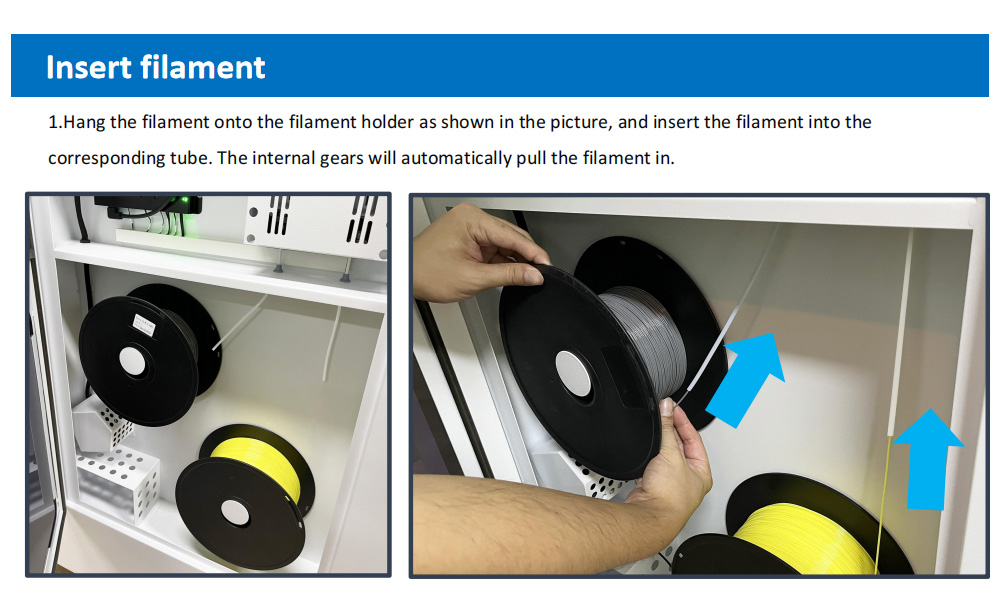 Insert filament
1.Hang the filament onto the filament holder as shown in the picture, and insert the filament into the
corresponding tube. The internal gears will automatically pull the filament in.